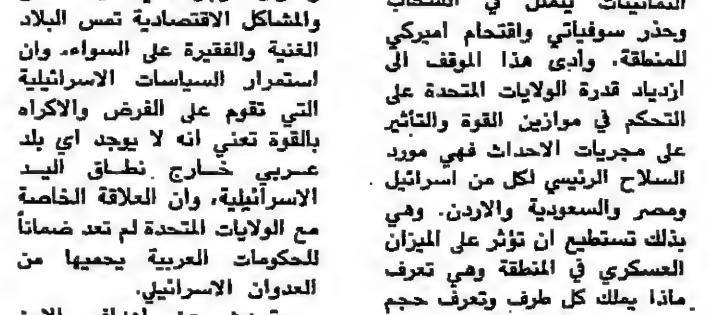 الثمانينات يتمثل في انسحاب
وحذر سوفياتي واقتحام اميركي
للمنطقة. وادى هذا الموقف الى
ازدياد قدرة الولايات المتحدة على
التحكم في موازين القوة والتأثير
على مجريات الاحداث فهي مورد
السلاح الرئيسي لكل من اسرائيل
ومصر والسعودية والاردن. وهي
بذلك تستطيع ان تؤثر على الميزان
العسكري في المنطقة وهي تعرف
ماذا يملك كل طرف وتعرف حجم
والمشاكل الاقتصادية تمس البلاد
الغنية والفقيرة على السواء. وان
استمرار السياسات الاسرائيلية
التي تقوم على الفرض والاكراه
بالقوة تعني انه لا يوجد اي بلد
عربي خارج نطاق اليد
الاسرائيلية، وان العلاقة الخاصة
مع الولايات المتحدة لم تعد ضماناً
للحكومات العربية يحميها من
العدوان الاسرائيلي.